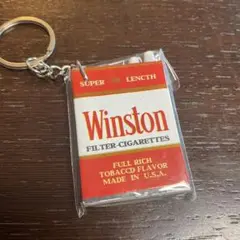 SUPER LENGTH
Winston
FILTER-CIGARETTES
FULL RICH
TOBACCO FLAVOR
MADE IN U.S.A.